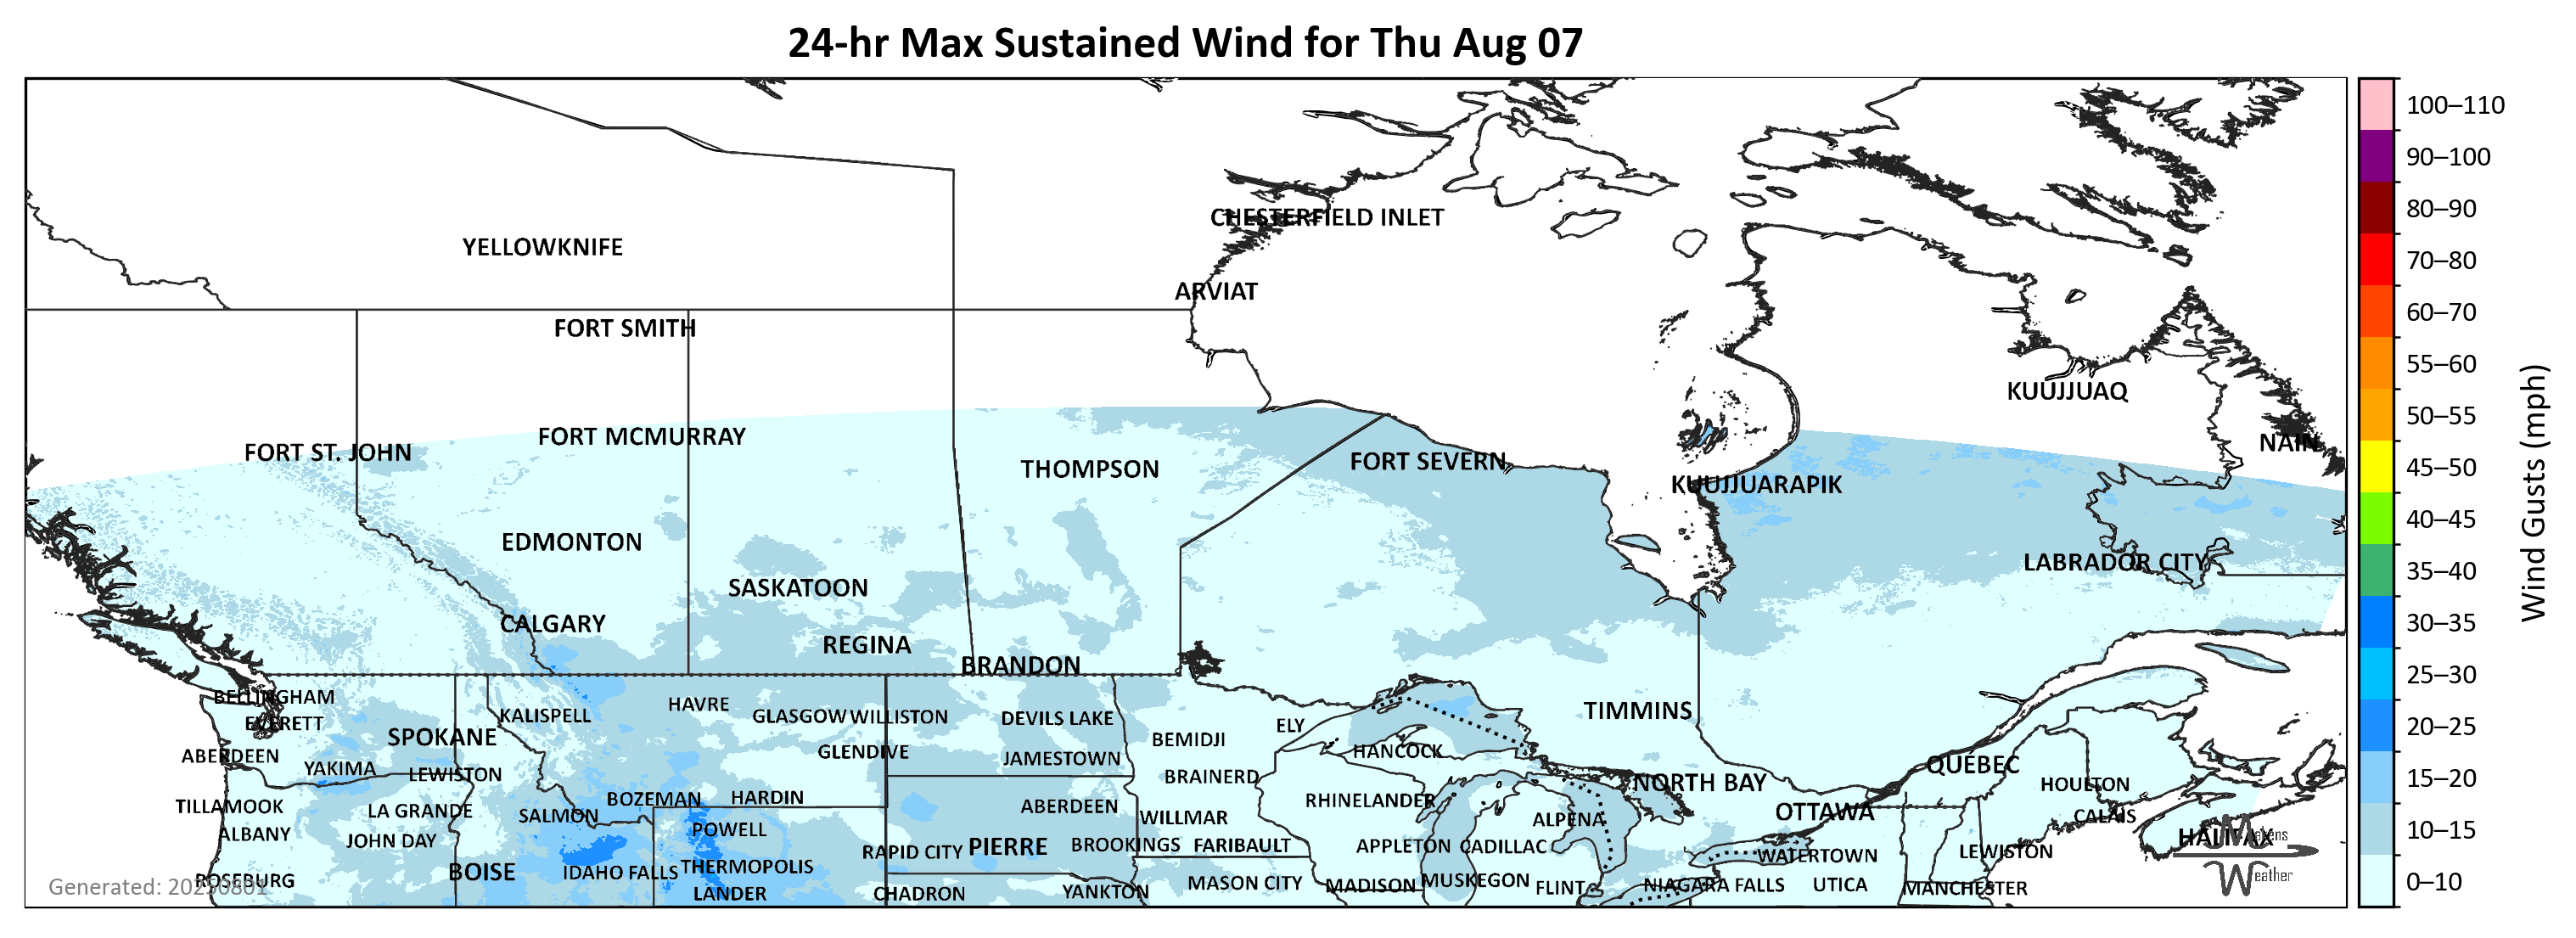 24-hr Max Sustained Wind for Thu Aug 07
100–110
90–100
80–90
70–80
60–70
55–60
50–55
45–50
40–45
35–40
30–35
25–30
20–25
15–20
10–15
0–10
Wind Gusts (mph)
CHESTERFIELD INLET
YELLOWKNIFE
ARVIAT
FORT SMITH
KUUJJUAQ
FORT MCMURRAY
NAIN
FORT ST. JOHN
FORT SEVERN
THOMPSON
KUUJJUARAPIK
EDMONTON
LABRADOR CITY
SASKATOON
CALGARY
REGINA
BRANDON
BELLINGHAM
HAVRE
TIMMINS
KALISPELL
GLASGOW WILLISTON
DEVILS LAKE
EVERETT
ELY
SPOKANE
BEMIDJI
HANCOCK
GLENDIVE
ABERDEEN
JAMESTOWN
QUÉBEC
YAKIMA
LEWISTON
BRAINERD
NORTH BAY
HOULTON
BOZEMAN
HARDIN
RHINELANDER
TILLAMOOK
LA GRANDE
ABERDEEN
OTTAWA
SALMON
WILLMAR
CALAIS
ALPENA
POWELL
ALBANY
HALIFAX
Makens
JOHN DAY
BROOKINGS
FARIBAULT
APPLETON
CADILLAC
PIERRE
RAPID CITY
LEWISTON
WATERTOWN
THERMOPOLIS
BOISE
IDAHO FALLS
Weather
ROSEBURG
MASON CITY
MADISON
MUSKEGON
FLINT
NIAGARA FALLS
UTICA
MANCHESTER
Generated: 20250801
LANDER
CHADRON
YANKTON